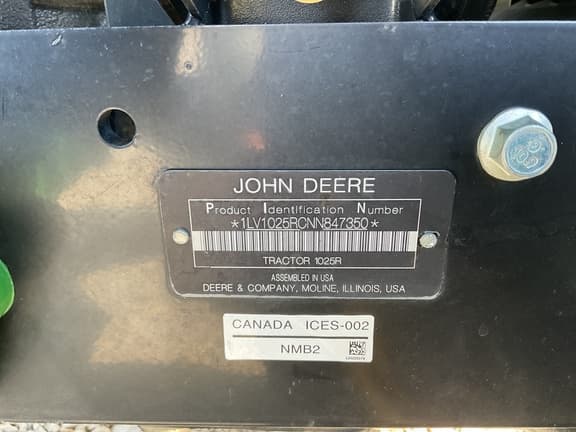 JOHN DEERE
Product Identification Number
*1LV1025RCNN847350*
TRACTOR 1025R
ASSEMBLED IN USA
DEERE & COMPANY, MOLINE, ILLINOIS, USA
CANADA ICES-002
NMB2